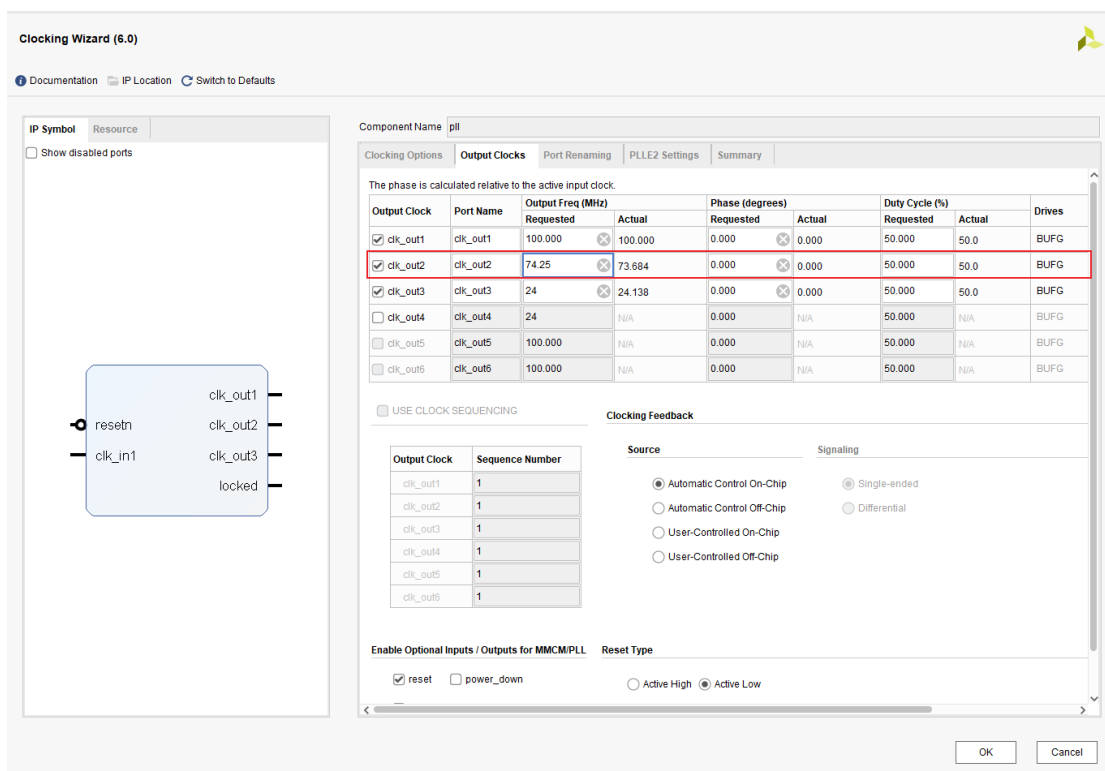 Clocking Wizard (6.0)
Documentation IP Location Switch to Defaults
IP Symbol Resource
Show disabled ports
resetn
clk_in1
clk_out1
clk_out2
clk_out3
locked
Component Name pll
Clocking Options Output Clocks Port Renaming PLLE2 Settings Summary
The phase is calculated relative to the active input clock.
Output Clock Port Name Output Freq (MHz) Phase (degrees) Duty Cycle (%) Drives
Requested Actual Requested Actual Requested Actual
clk_out1 clk_out1 100.000 100.000 0.000 0.000 50.000 50.0 BUFG
clk_out2 clk_out2 74.25 73.684 0.000 0.000 50.000 50.0 BUFG
clk_out3 clk_out3 24 24.138 0.000 0.000 50.000 50.0 BUFG
clk_out4 clk_out4 24 N/A 0.000 N/A 50.000 N/A BUFG
clk_out5 clk_out5 100.000 N/A 0.000 N/A 50.000 N/A BUFG
clk_out6 clk_out6 100.000 N/A 0.000 N/A 50.000 N/A BUFG
USE CLOCK SEQUENCING
Output Clock Sequence Number
clk_out1 1
clk_out2 1
clk_out3 1
clk_out4 1
clk_out5 1
clk_out6 1
Clocking Feedback
Source
Automatic Control On-Chip
Automatic Control Off-Chip
User-Controlled On-Chip
User-Controlled Off-Chip
Signaling
Single-ended
Differential
Enable Optional Inputs / Outputs for MMCM/PLL
reset power_down
Reset Type
Active High Active Low
OK Cancel